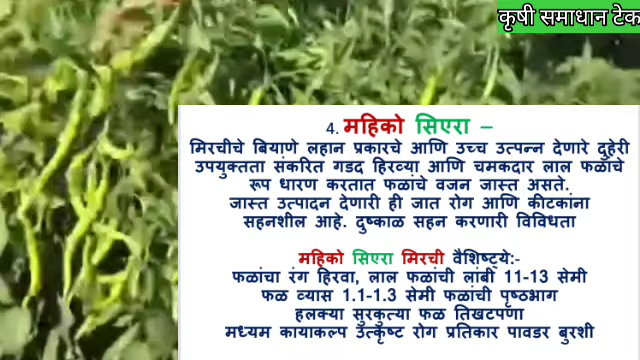 कृषी समाधान टेक
4. महिको सिएरा –
मिरचीचे बियाणे लहान प्रकारचे आणि उच्च उत्पन्न देणारे दुहेरी
उपयुक्तता संकरित गडद हिरव्या आणि चमकदार लाल फळांचे
रूप धारण करतात फळांचे वजन जास्त असते.
जास्त उत्पादन देणारी ही जात रोग आणि कीटकांना
सहनशील आहे. दुष्काळ सहन करणारी विविधता
महिको सिएरा मिरची वैशिष्ट्ये:-
फळांचा रंग हिरवा, लाल फळांची लांबी 11-13 सेमी
फळ व्यास 1.1-1.3 सेमी फळांची पृष्ठभाग
हलक्या सुरकुत्या फळ तिखटपणा
मध्यम कायाकल्प उत्कृष्ट रोग प्रतिकार पावडर बुरशी